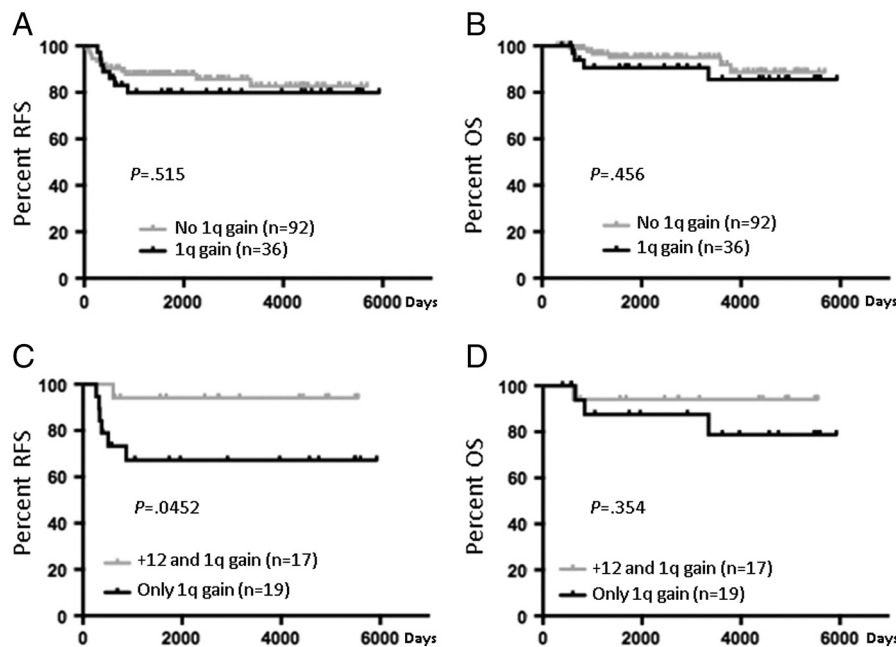 A
Percent RFS
100
80
60
40
20
0
P=.515
No 1q gain (n=92)
1q gain (n=36)
0 2000 4000 6000 Days
B
Percent OS
100
80
60
40
20
0
P=.456
No 1q gain (n=92)
1q gain (n=36)
0 2000 4000 6000 Days
C
Percent RFS
100
80
60
40
20
0
P=.0452
+12 and 1q gain (n=17)
Only 1q gain (n=19)
0 2000 4000 6000 Days
D
Percent OS
100
80
60
40
20
0
P=.354
+12 and 1q gain (n=17)
Only 1q gain (n=19)
0 2000 4000 6000 Days